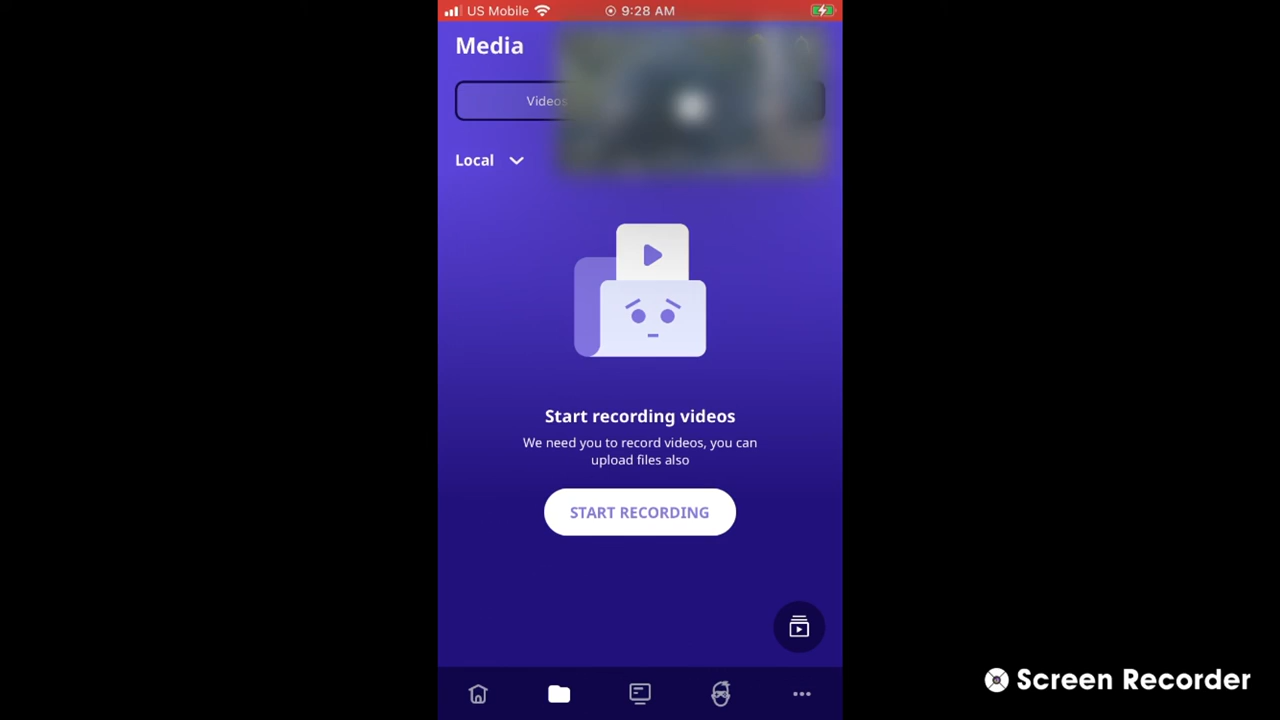 US Mobile 9:28 AM
Media
Videos
Local
Start recording videos
We need you to record videos, you can
upload files also
START RECORDING
Screen Recorder